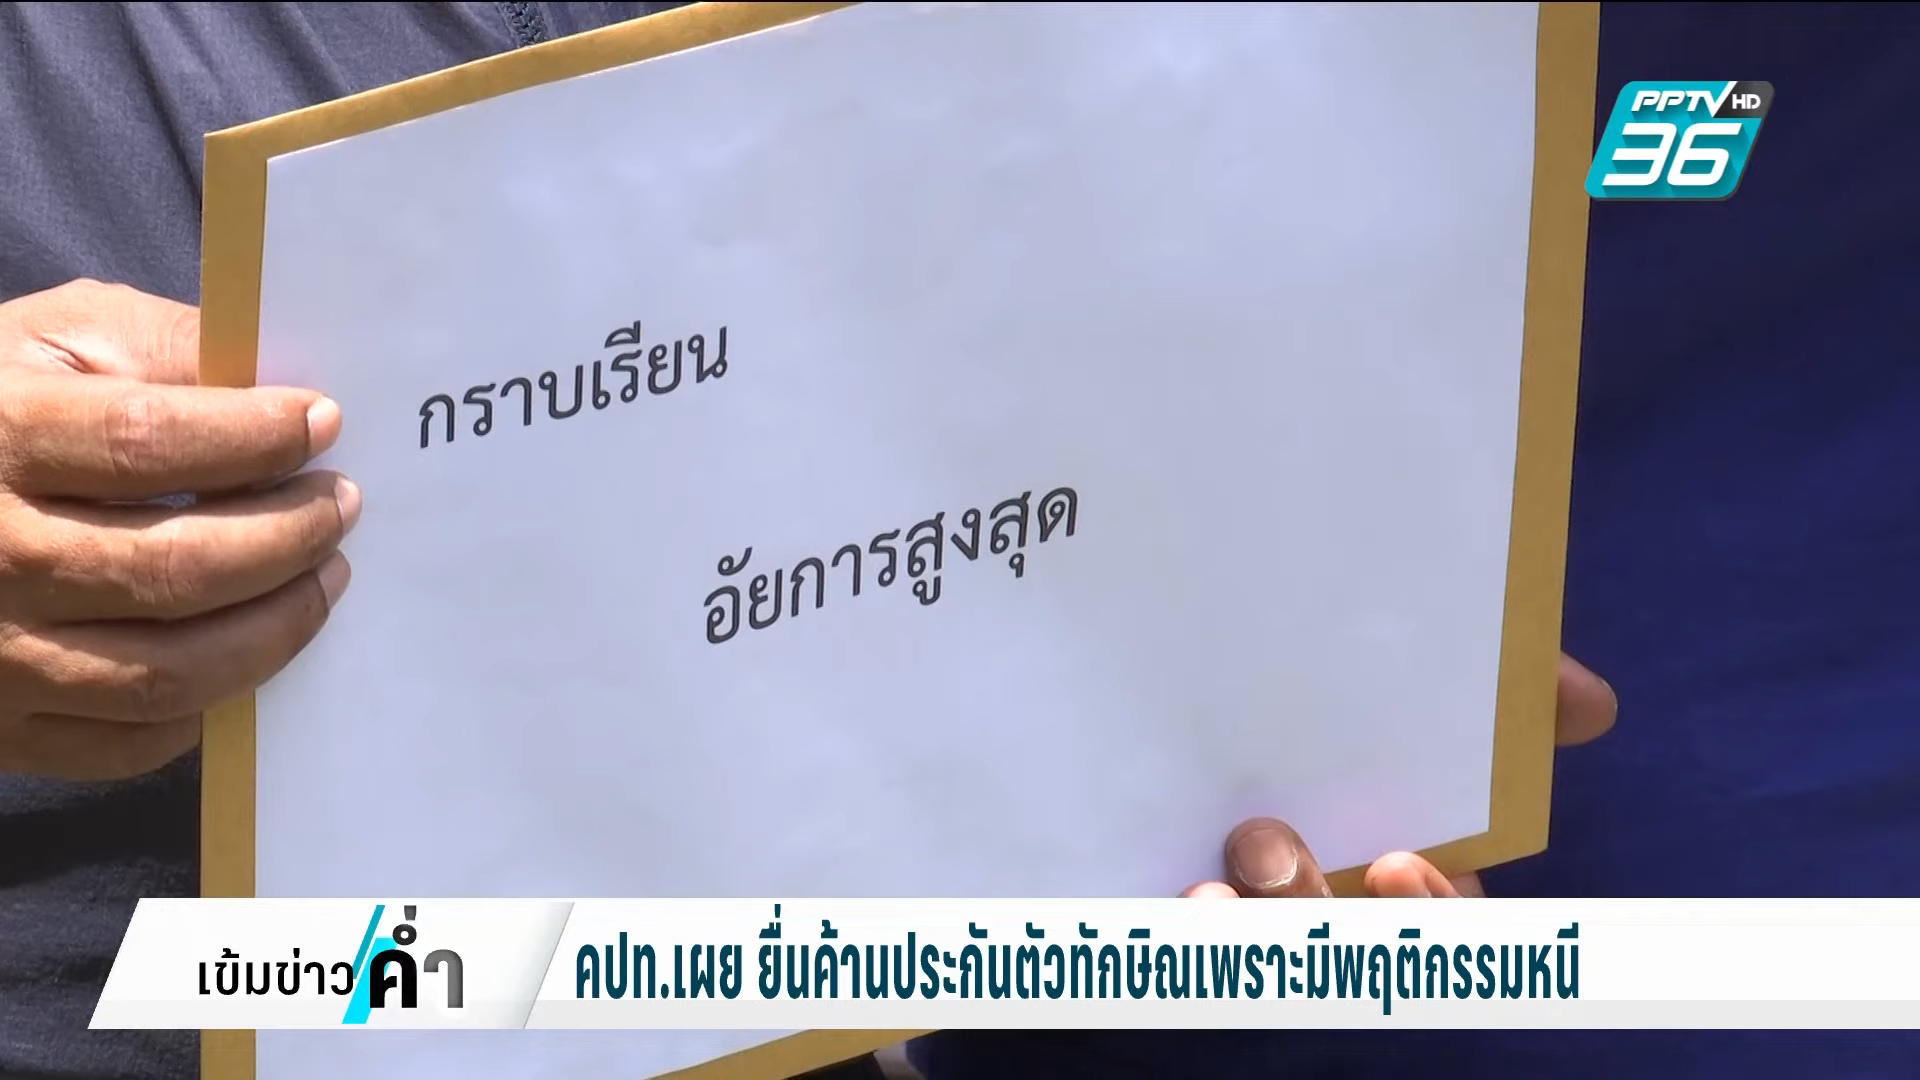 PPTV HD
36
กราบเรียน
อัยการสูงสุด
เข้มข่าวค่ำ
คปท.เผย ยื่นค้านประกันตัวทักษิณเพราะมีพฤติกรรมหนี